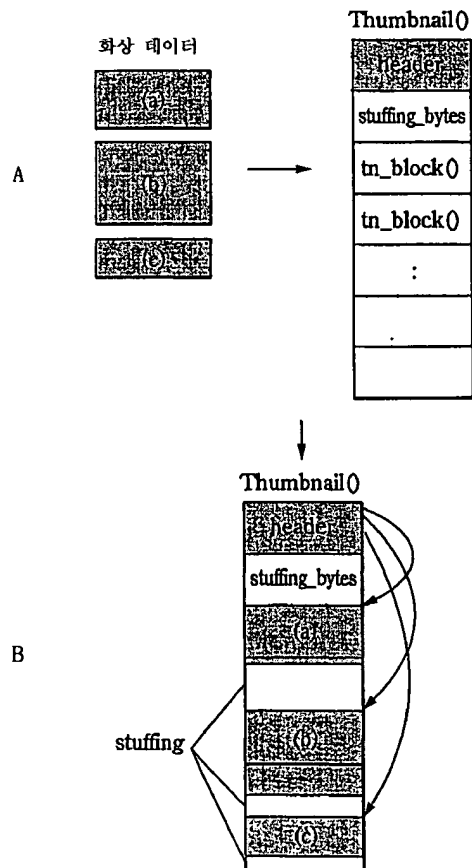 Thumbnail()
화상 데이터
header
(a)
stuffing_bytes
A
(b)
tn_block()
tn_block()
(c)
:
Thumbnail()
header
stuffing_bytes
(a)
B
stuffing
(b)
(c)